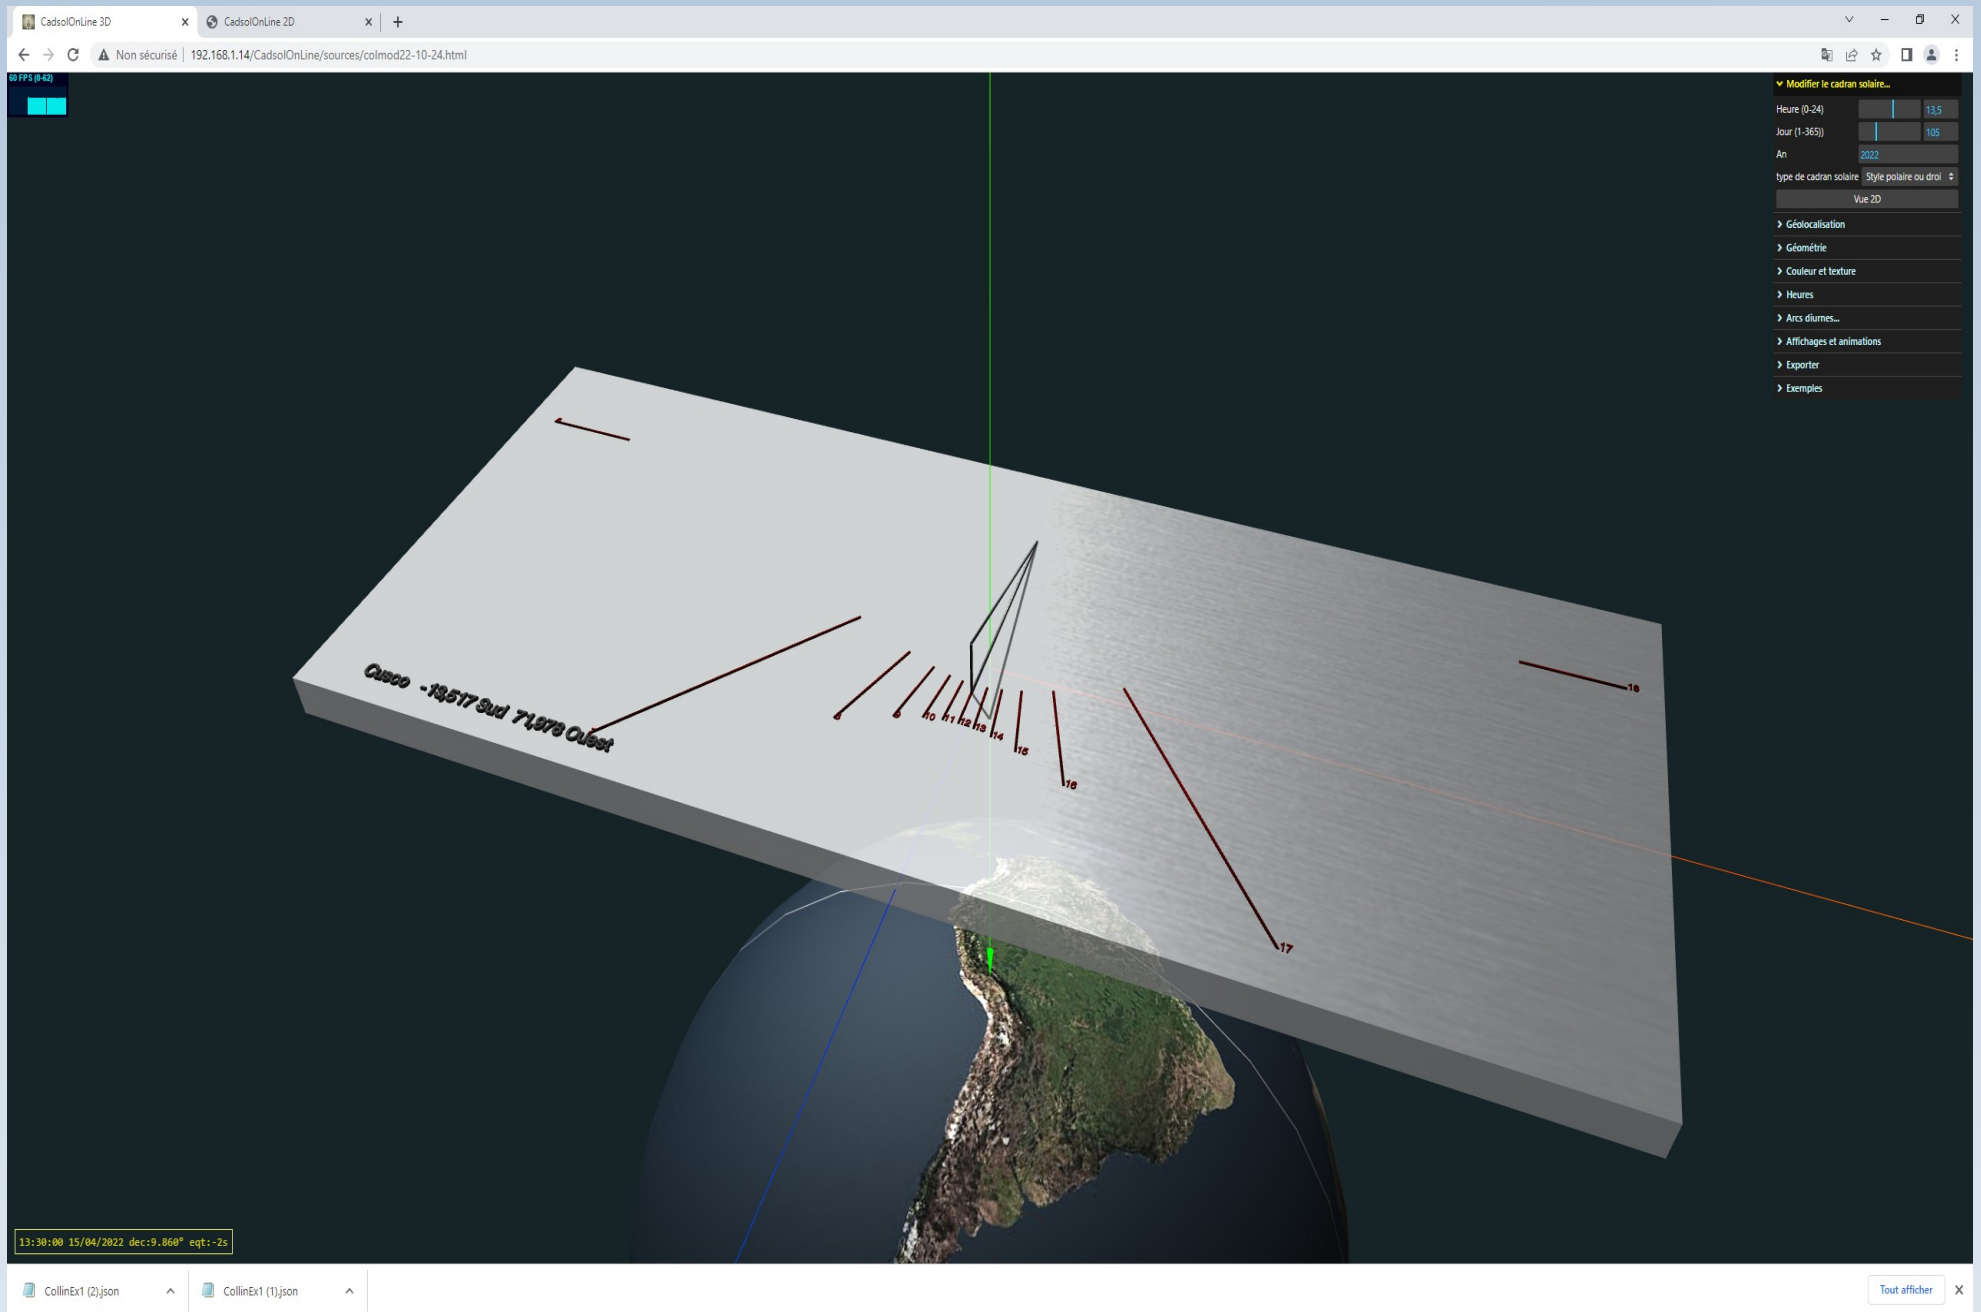 CadsolOnLine 3D
CadsolOnLine 2D
Non sécurisé
192.168.1.14/CadsolOnLine/sources/colmod22-10-24.html
60 FPS (0-62)
Modifier le cadran solaire...
Heure (0-24) 13,5
Jour (1-365)) 105
An 2022
type de cadran solaire Style polaire ou droi
Vue 2D
Géolocalisation
Géométrie
Couleur et texture
Heures
Arcs diurnes...
Affichages et animations
Exporter
Exemples
18
Cusco -13,517 Sud 71,978 Ouest
8 9 10 11 12 13 14 15
16
17
13:30:00 15/04/2022 dec:9.860° eqt:-2s
CollinEx1 (2).json
CollinEx1 (1).json
Tout afficher